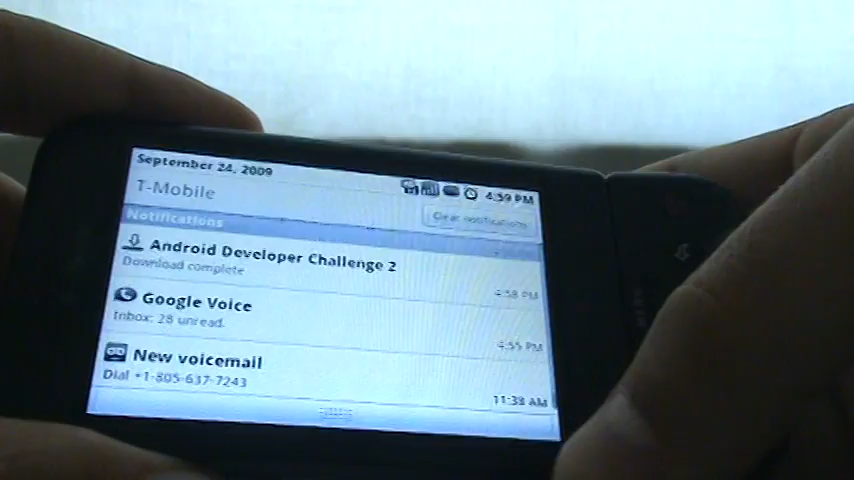 September 24, 2009
4:59 PM
T-Mobile
Clear notifications
Notifications
Android Developer Challenge 2
Download complete
4:58 PM
Google Voice
Inbox: 28 unread.
4:55 PM
New voicemail
Dial +1-805-637-7243
11:38 AM